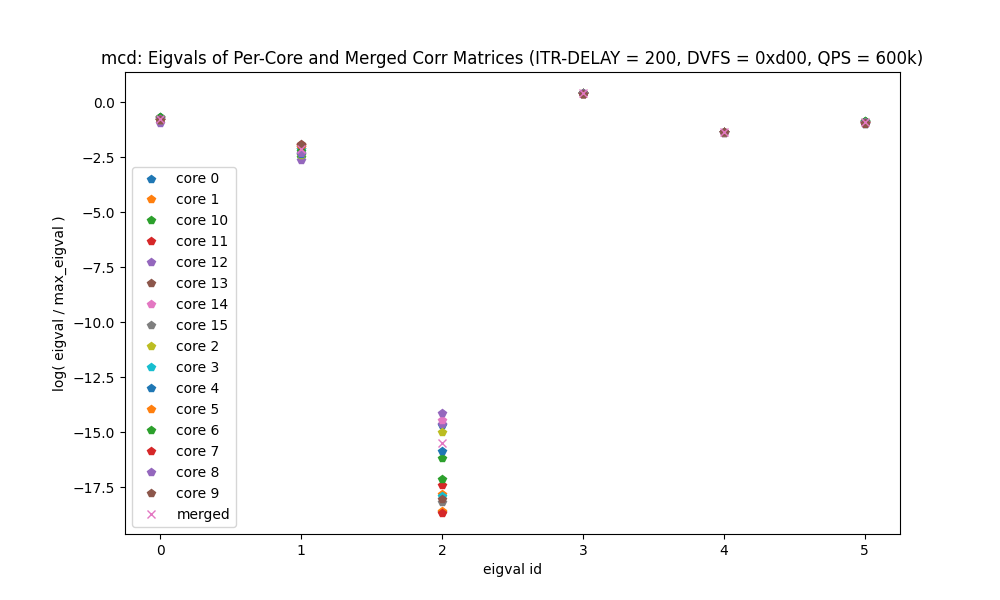 mcd: Eigvals of Per-Core and Merged Corr Matrices (ITR-DELAY = 200, DVFS = 0xd00, QPS = 600k)
log( eigval / max_eigval )
0.0
−2.5
−5.0
−7.5
−10.0
−12.5
−15.0
−17.5
core 0
core 1
core 10
core 11
core 12
core 13
core 14
core 15
core 2
core 3
core 4
core 5
core 6
core 7
core 8
core 9
merged
0 1 2 3 4 5
eigval id